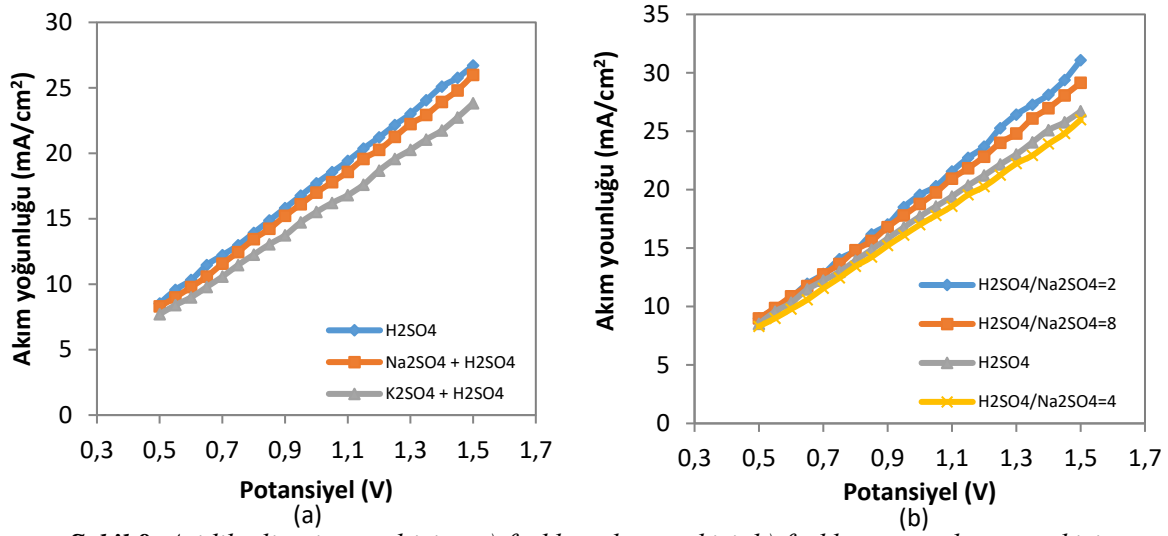 30
25
20
15
10
5
0
0,3
0,5
0,7
0,9
1,1
1,3
1,5
1,7
Akım yoğunluğu (mA/cm²)
Potansiyel (V)
H2SO4
Na2SO4 + H2SO4
K2SO4 + H2SO4
(a)
35
30
25
20
15
10
5
0
0,3
0,5
0,7
0,9
1,1
1,3
1,5
1,7
Akım younluğu (mA/cm²)
Potansiyel (V)
H2SO4/Na2SO4=2
H2SO4/Na2SO4=8
H2SO4
H2SO4/Na2SO4=4
(b)